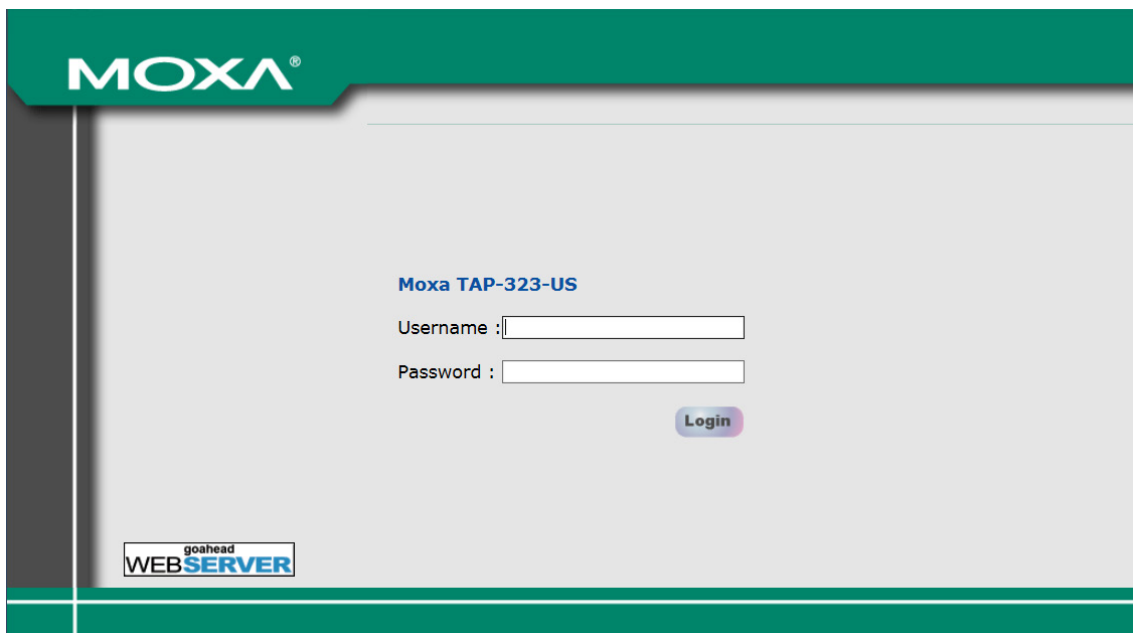 MOXA®
Moxa TAP-323-US
Username :
Password :
Login
goahead
WEBSERVER